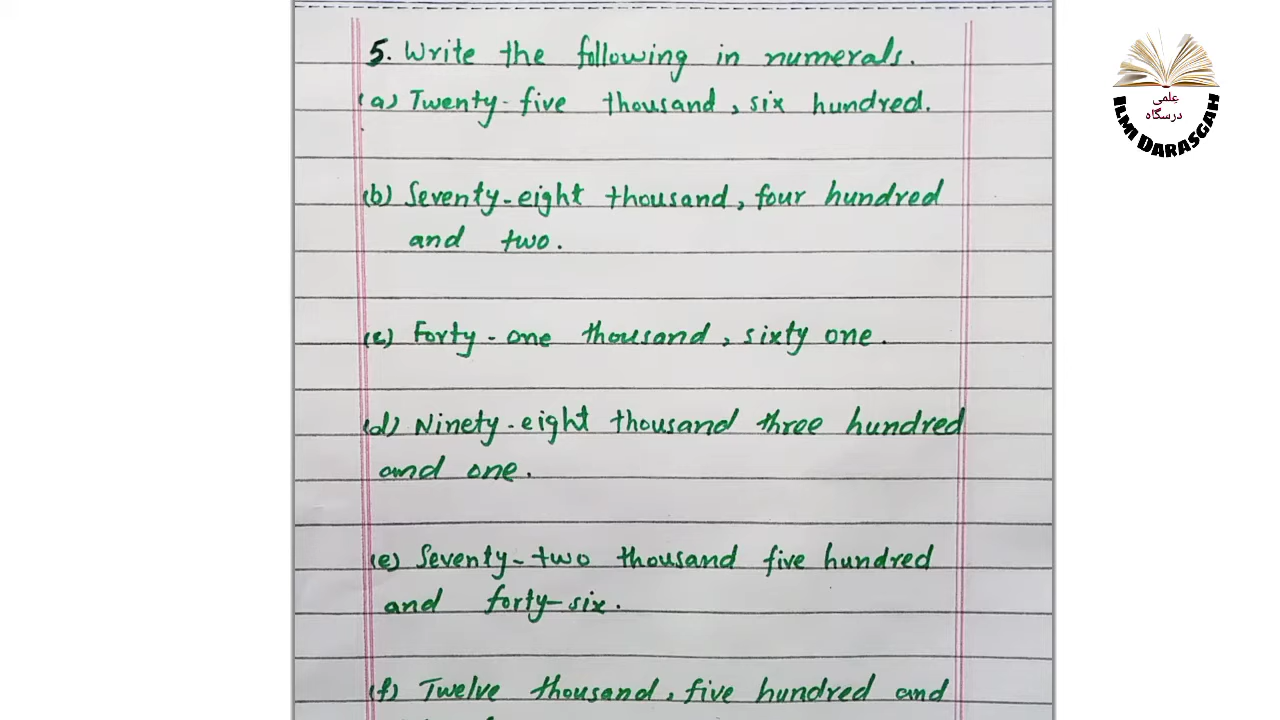 5. Write the following in numerals.
(a) Twenty-five thousand, six hundred.
(b) Seventy-eight thousand, four hundred
and two.
(c) Forty-one thousand, sixty one.
(d) Ninety-eight thousand three hundred
and one.
(e) Seventy-two thousand five hundred
and forty-six.
(f) Twelve thousand, five hundred and
علمی
درسگاہ
ILMI DARASGAH